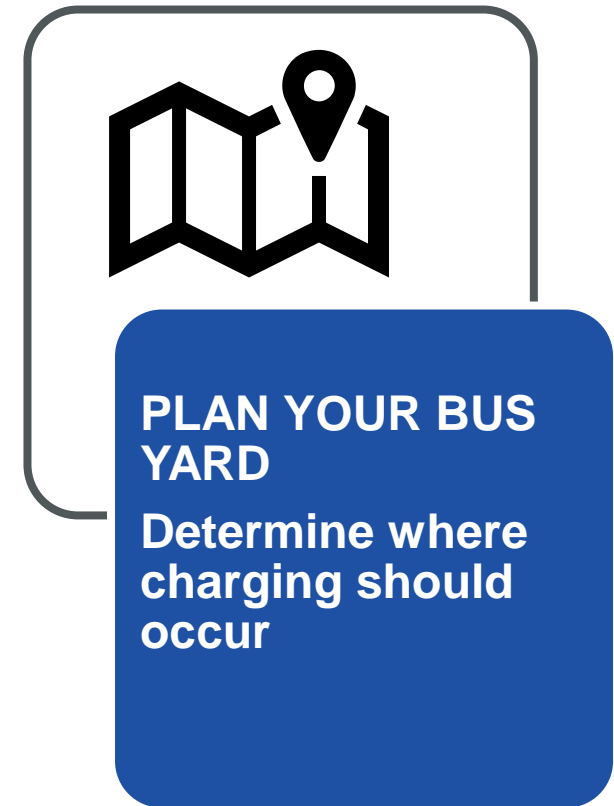 PLAN YOUR BUS
YARD
Determine where
charging should
occur